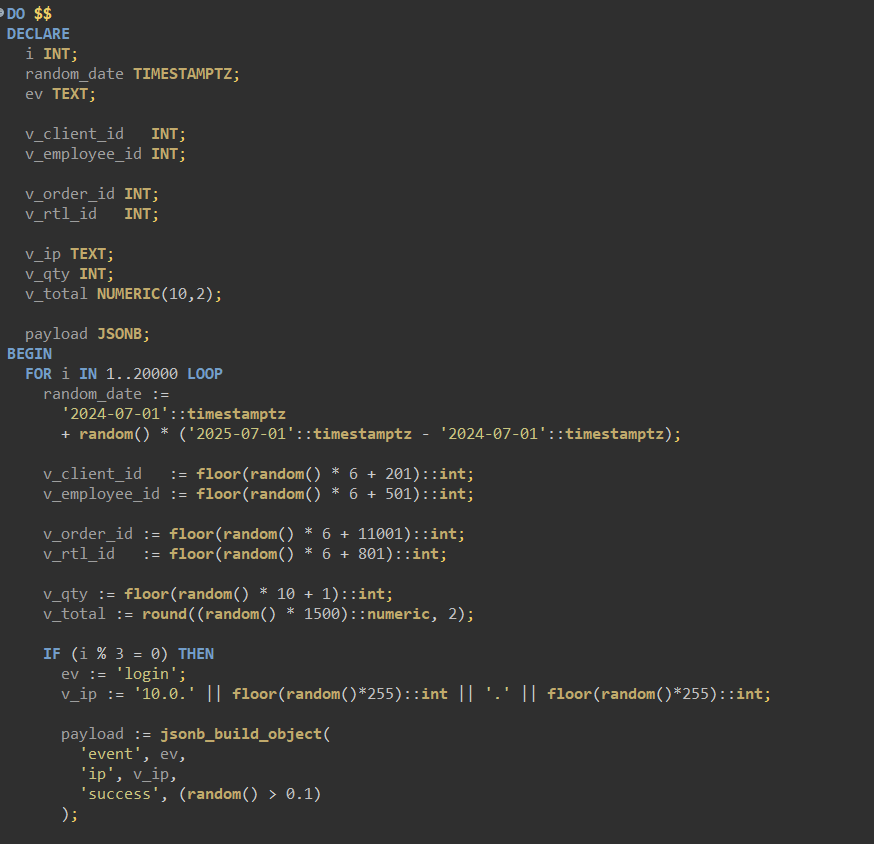 DO $$
DECLARE
  i INT;
  random_date TIMESTAMPTZ;
  ev TEXT;

  v_client_id   INT;
  v_employee_id INT;

  v_order_id INT;
  v_rtl_id   INT;

  v_ip TEXT;
  v_qty INT;
  v_total NUMERIC(10,2);

  payload JSONB;
BEGIN
  FOR i IN 1..20000 LOOP
    random_date :=
      '2024-07-01'::timestamptz
      + random() * ('2025-07-01'::timestamptz - '2024-07-01'::timestamptz);

    v_client_id   := floor(random() * 6 + 201)::int;
    v_employee_id := floor(random() * 6 + 501)::int;

    v_order_id := floor(random() * 6 + 11001)::int;
    v_rtl_id   := floor(random() * 6 + 801)::int;

    v_qty := floor(random() * 10 + 1)::int;
    v_total := round((random() * 1500)::numeric, 2);

    IF (i % 3 = 0) THEN
      ev := 'login';
      v_ip := '10.0.' || floor(random()*255)::int || '.' || floor(random()*255)::int;

      payload := jsonb_build_object(
        'event', ev,
        'ip', v_ip,
        'success', (random() > 0.1)
      );